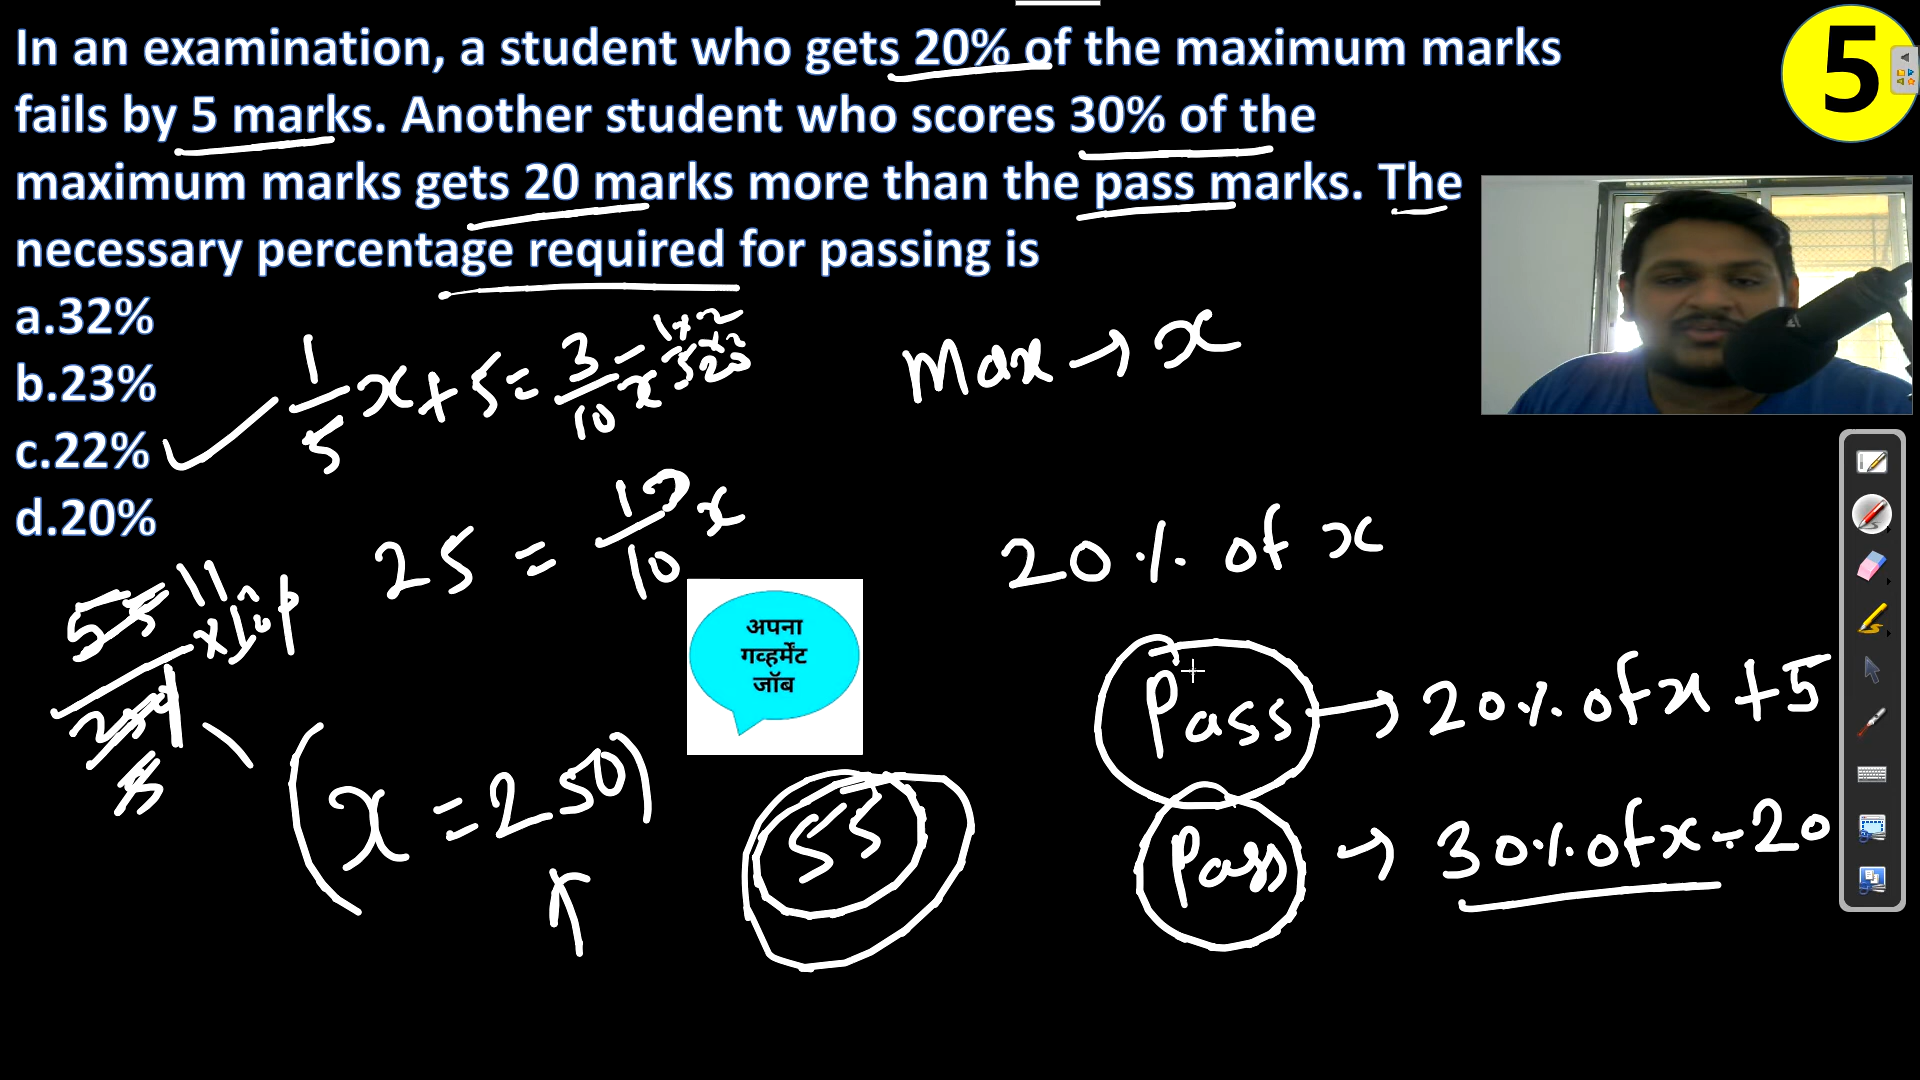 In an examination, a student who gets 20% of the maximum marks
fails by 5 marks. Another student who scores 30% of the
maximum marks gets 20 marks more than the pass marks. The
necessary percentage required for passing is
a.32%
b.23%
c.22%
d.20%
5
1/5 x + 5 = 3/10 x - 20
Max → x
25 = 1/10 x
20% of x
अपना
गव्हर्मेंट
जॉब
Pass → 20% of x + 5
x = 250
55
Pass → 30% of x - 20